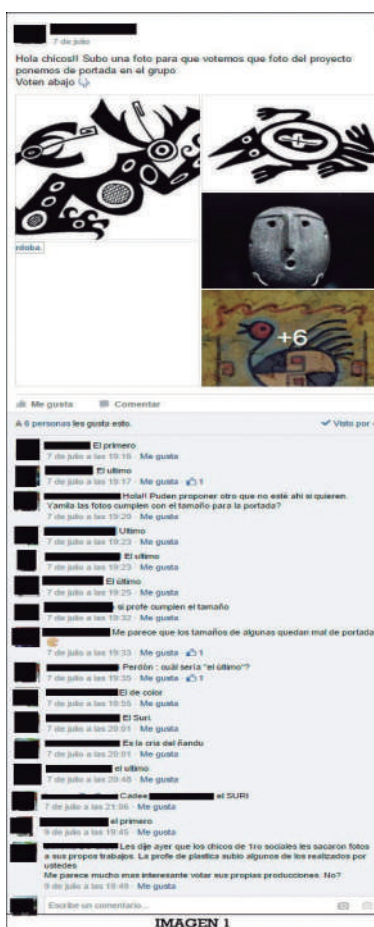 7 de julio
Hola chicos!! Subo una foto para que votemos que foto del proyecto
ponemos de portada en el grupo
Voten abajo
rdoba.
+6
Me gusta Comentar
A 6 personas les gusta esto. Visto por
El primero
7 de julio a las 19:16 · Me gusta
El ultimo
7 de julio a las 19:17 · Me gusta · 1
Hola!! Puden proponer otro que no esté ahi si quieren.
Yamila las fotos cumplen con el tamaño para la portada?
7 de julio a las 19:20 · Me gusta
Ultimo
7 de julio a las 19:23 · Me gusta
El ultimo
7 de julio a las 19:23 · Me gusta
El último
7 de julio a las 19:25 · Me gusta
si profe cumplen el tamaño
7 de julio a las 19:32 · Me gusta
Me parece que los tamaños de algunas quedan mal de portada
7 de julio a las 19:33 · Me gusta · 1
Perdón : cuál sería "el último"?
7 de julio a las 19:35 · Me gusta · 1
El de color
7 de julio a las 19:55 · Me gusta
El Suri.
7 de julio a las 20:01 · Me gusta
Es la cria del ñandu
7 de julio a las 20:01 · Me gusta
el ultimo
7 de julio a las 20:48 · Me gusta
Cadee el SURI
7 de julio a las 21:06 · Me gusta
el primero
9 de julio a las 19:45 · Me gusta
Les dije ayer que los chicos de 1ro sociales les sacaron fotos
a sus propos trabajos. La profe de plastica subio algunos de los realizados por
ustedes
Me parece mucho mas interesante votar sus propias producciones. No?
9 de julio a las 19:49 · Me gusta
Escribe un comentario...
IMAGEN 1